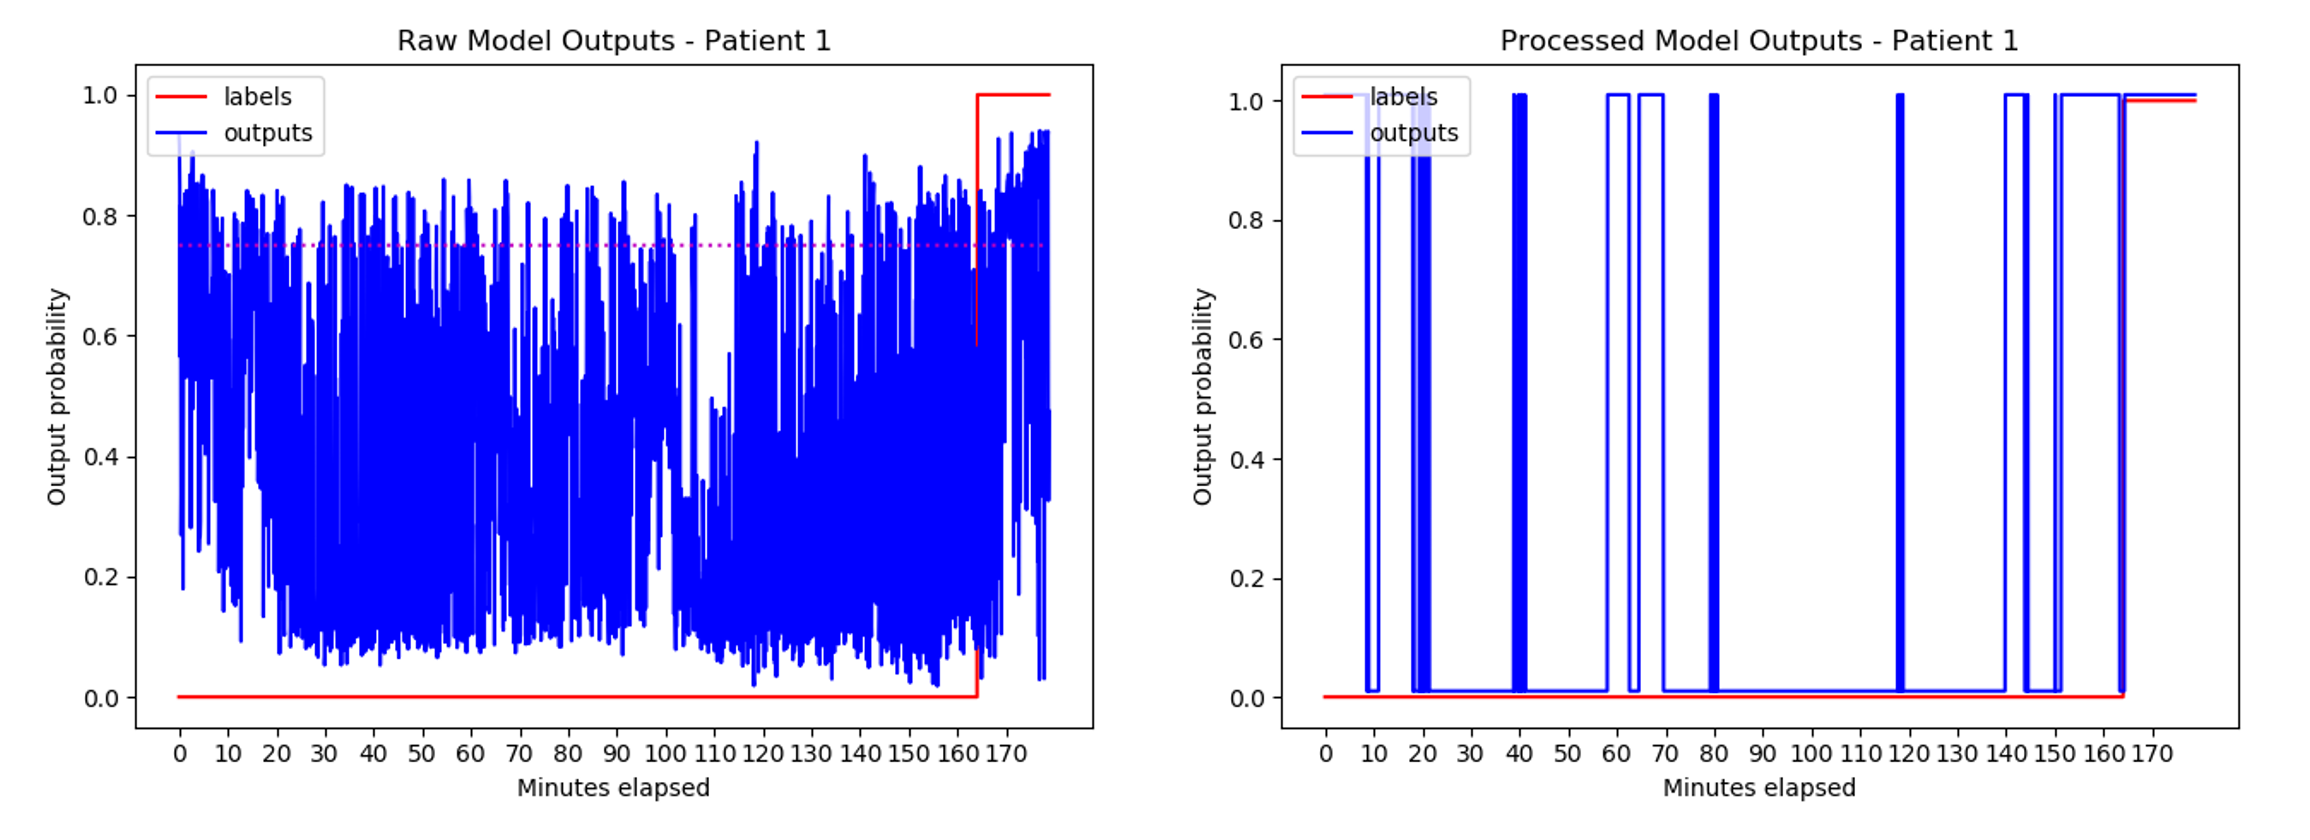 Raw Model Outputs - Patient 1
labels
outputs
1.0
0.8
0.6
0.4
0.2
0.0
Output probability
0 10 20 30 40 50 60 70 80 90 100 110 120 130 140 150 160 170
Minutes elapsed
Processed Model Outputs - Patient 1
labels
outputs
1.0
0.8
0.6
0.4
0.2
0.0
Output probability
0 10 20 30 40 50 60 70 80 90 100 110 120 130 140 150 160 170
Minutes elapsed